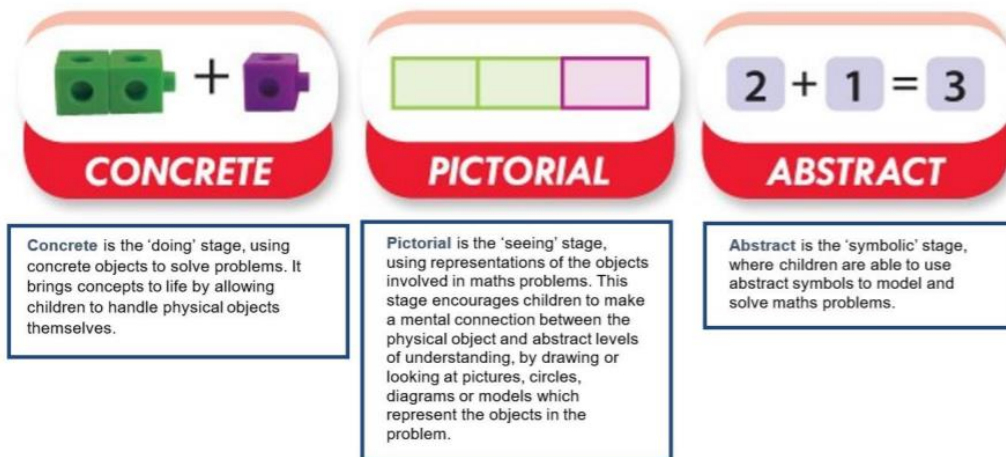 +
CONCRETE
Concrete is the ‘doing’ stage, using
concrete objects to solve problems. It
brings concepts to life by allowing
children to handle physical objects
themselves.
PICTORIAL
Pictorial is the ‘seeing’ stage,
using representations of the objects
involved in maths problems. This
stage encourages children to make
a mental connection between the
physical object and abstract levels
of understanding, by drawing or
looking at pictures, circles,
diagrams or models which
represent the objects in the
problem.
2 + 1 = 3
ABSTRACT
Abstract is the ‘symbolic’ stage,
where children are able to use
abstract symbols to model and
solve maths problems.